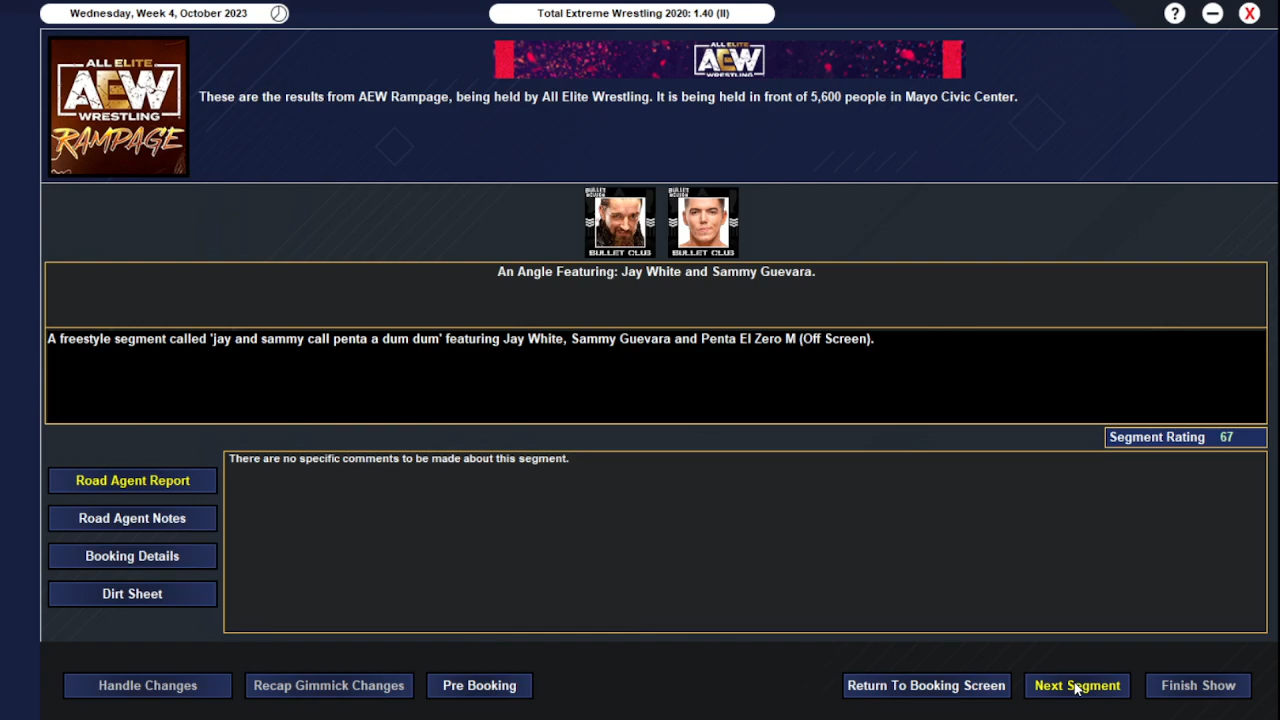 Wednesday, Week 4, October 2023
Total Extreme Wrestling 2020: 1.40 (II)
? X
ALL ELITE
AEW
WRESTLING
RAMPAGE
ALL ELITE
AEW
WRESTLING
These are the results from AEW Rampage, being held by All Elite Wrestling. It is being held in front of 5,600 people in Mayo Civic Center.
BULLET
BULLET
BULLET CLUB
BULLET CLUB
An Angle Featuring: Jay White and Sammy Guevara.
A freestyle segment called 'jay and sammy call penta a dum dum' featuring Jay White, Sammy Guevara and Penta El Zero M (Off Screen).
Segment Rating 67
There are no specific comments to be made about this segment.
Road Agent Report
Road Agent Notes
Booking Details
Dirt Sheet
Handle Changes
Recap Gimmick Changes
Pre Booking
Return To Booking Screen
Next Segment
Finish Show